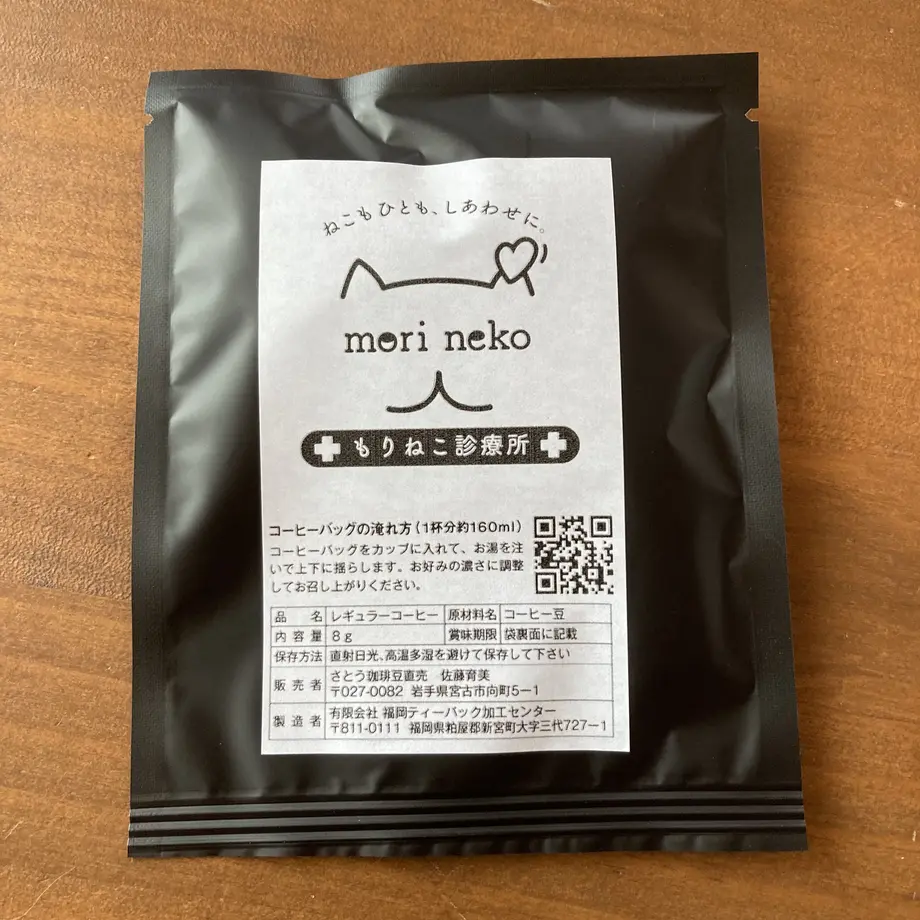 ねこもひとも、しあわせに。
mori neko
もりねこ診療所
コーヒーバッグの淹れ方(1杯分約160ml)
コーヒーバッグをカップに入れて、お湯を注
いで上下に揺らします。お好みの濃さに調整
してお召し上がりください。
品名 レギュラーコーヒー 原材料名 コーヒー豆
内容量 8g 賞味期限 袋裏面に記載
保存方法 直射日光、高温多湿を避けて保存して下さい
販売者 さとう珈琲豆直売 佐藤育美
〒027-0082 岩手県宮古市向町5-1
製造者 有限会社 福岡ティーバック加工センター
〒811-0111 福岡県粕屋郡新宮町大字三代727-1